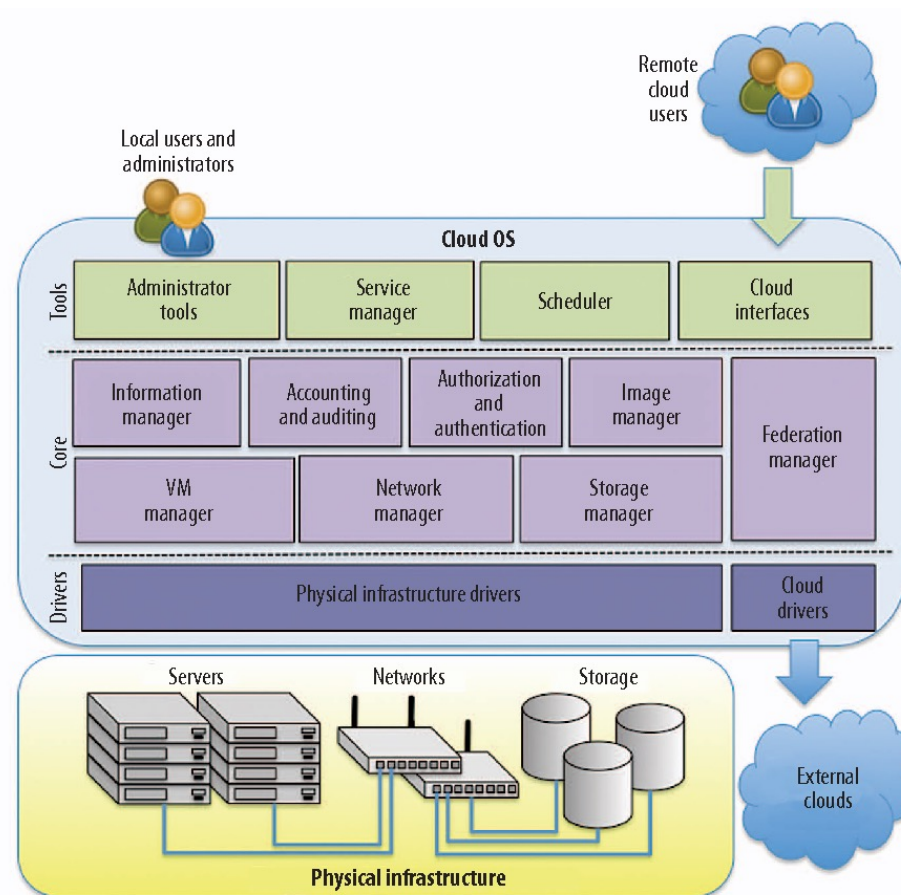 Remote
cloud
users
Local users and
administrators
Cloud OS
Tools
Administrator
tools
Service
manager
Scheduler
Cloud
interfaces
Core
Information
manager
Accounting
and auditing
Authorization
and
authentication
Image
manager
Federation
manager
VM
manager
Network
manager
Storage
manager
Drivers
Physical infrastructure drivers
Cloud
drivers
Servers
Networks
Storage
External
clouds
Physical infrastructure